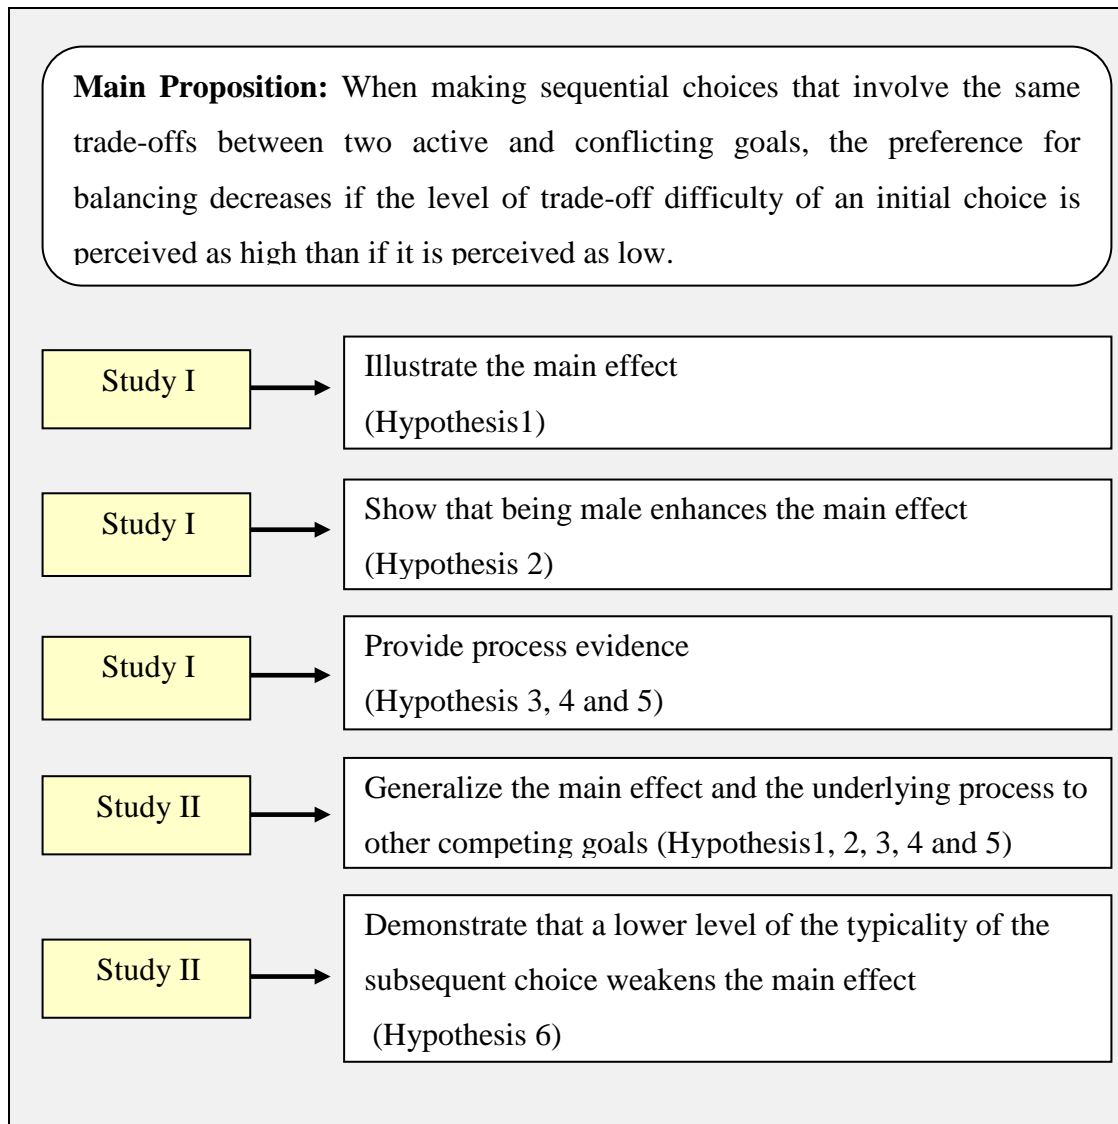 Main Proposition: When making sequential choices that involve the same
trade-offs between two active and conflicting goals, the preference for
balancing decreases if the level of trade-off difficulty of an initial choice is
perceived as high than if it is perceived as low.
Study I
Illustrate the main effect
(Hypothesis1)
Study I
Show that being male enhances the main effect
(Hypothesis 2)
Study I
Provide process evidence
(Hypothesis 3, 4 and 5)
Study II
Generalize the main effect and the underlying process to
other competing goals (Hypothesis1, 2, 3, 4 and 5)
Study II
Demonstrate that a lower level of the typicality of the
subsequent choice weakens the main effect
(Hypothesis 6)